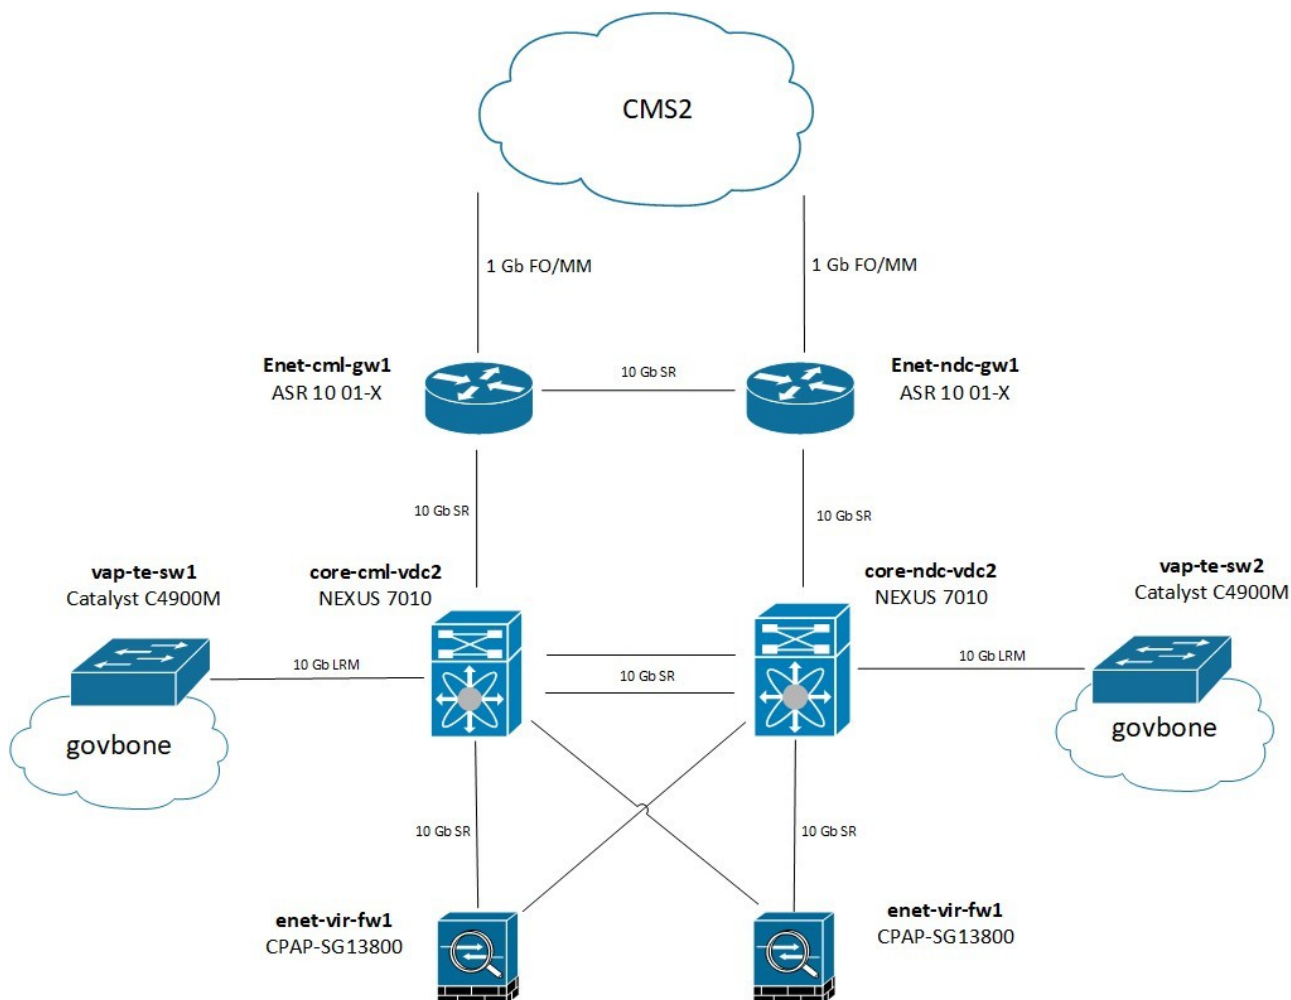 CMS2
1 Gb FO/MM
1 Gb FO/MM
Enet-cml-gw1
ASR 10 01-X
10 Gb SR
Enet-ndc-gw1
ASR 10 01-X
10 Gb SR
10 Gb SR
vap-te-sw1
Catalyst C4900M
core-cml-vdc2
NEXUS 7010
core-ndc-vdc2
NEXUS 7010
vap-te-sw2
Catalyst C4900M
10 Gb LRM
10 Gb SR
10 Gb LRM
govbone
govbone
10 Gb SR
10 Gb SR
enet-vir-fw1
CPAP-SG13800
enet-vir-fw1
CPAP-SG13800